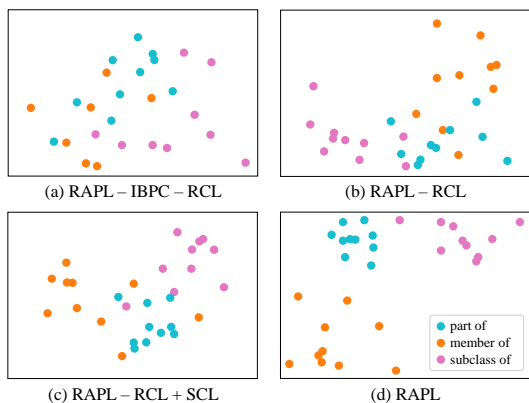 (a) RAPL – IBPC – RCL
(b) RAPL – RCL
part of
member of
subclass of
(c) RAPL – RCL + SCL
(d) RAPL